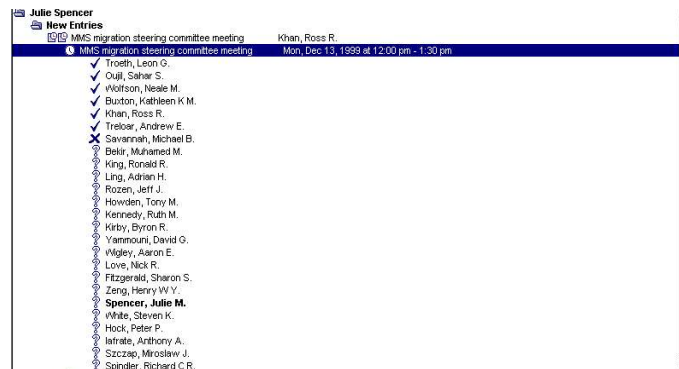 Julie Spencer
New Entries
MMS migration steering committee meeting Khan, Ross R.
MMS migration steering committee meeting Mon, Dec 13, 1999 at 12:00 pm - 1:30 pm
Troeth, Leon G.
Oujil, Sahar S.
Wolfson, Neale M.
Buxton, Kathleen K M.
Khan, Ross R.
Treloar, Andrew E.
Savannah, Michael B.
Bekir, Muhamed M.
King, Ronald R.
Ling, Adrian H.
Rozen, Jeff J.
Howden, Tony M.
Kennedy, Ruth M.
Kirby, Byron R.
Yammouni, David G.
Wigley, Aaron E.
Love, Nick R.
Fitzgerald, Sharon S.
Zeng, Henry W Y.
Spencer, Julie M.
White, Steven K.
Hock, Peter P.
Iafrate, Anthony A.
Szczap, Miroslaw J.
Spindler, Richard C R.